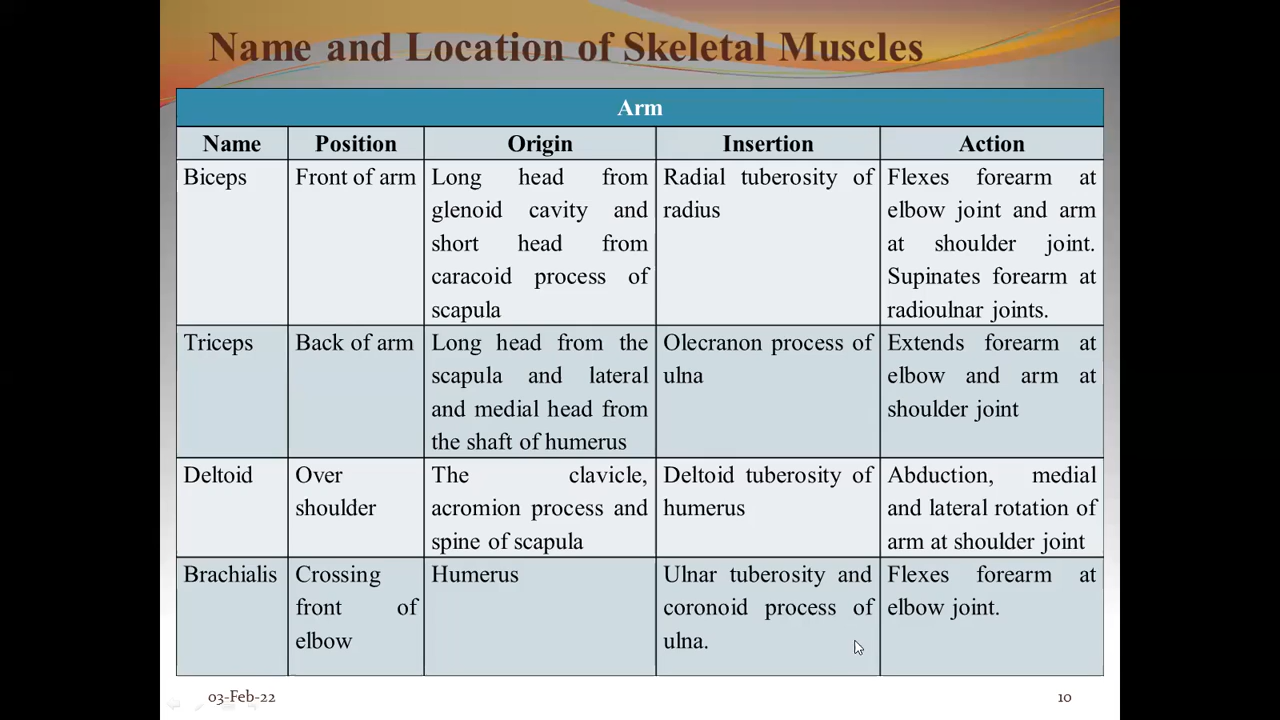 Name and Location of Skeletal Muscles
Arm
Name Position Origin Insertion Action
Biceps
Front of arm
Long head from
glenoid cavity and
short head from
caracoid process of
scapula
Radial tuberosity of
radius
Flexes forearm at
elbow joint and arm
at shoulder joint.
Supinates forearm at
radioulnar joints.
Triceps
Back of arm
Long head from the
scapula and lateral
and medial head from
the shaft of humerus
Olecranon process of
ulna
Extends forearm at
elbow and arm at
shoulder joint
Deltoid
Over
shoulder
The clavicle,
acromion process and
spine of scapula
Deltoid tuberosity of
humerus
Abduction, medial
and lateral rotation of
arm at shoulder joint
Brachialis
Crossing
front of
elbow
Humerus
Ulnar tuberosity and
coronoid process of
ulna.
Flexes forearm at
elbow joint.
03-Feb-22
10